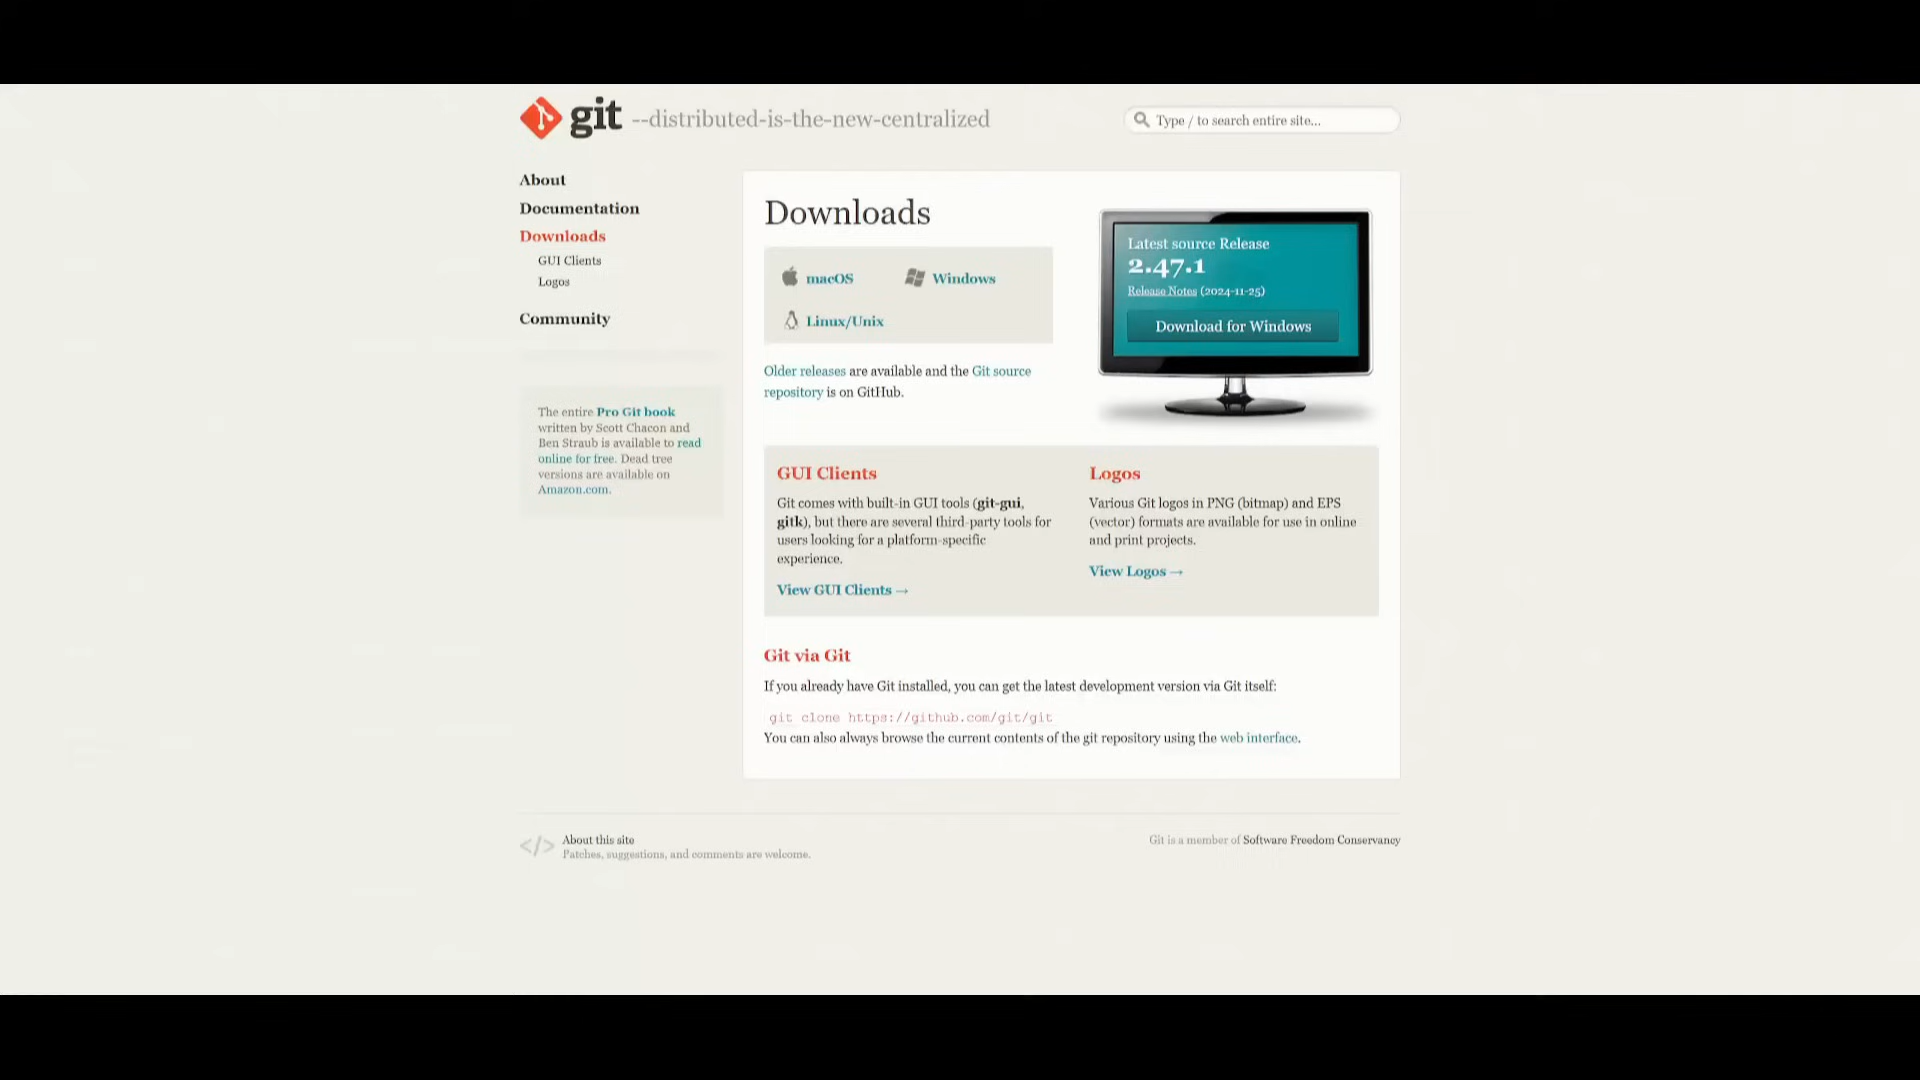 git --distributed-is-the-new-centralized
Type / to search entire site...
About
Documentation
Downloads
GUI Clients
Logos
Community
The entire Pro Git book
written by Scott Chacon and
Ben Straub is available to read
online for free. Dead tree
versions are available on
Amazon.com.
Downloads
macOS
Windows
Linux/Unix
Older releases are available and the Git source
repository is on GitHub.
Latest source Release
2.47.1
Release Notes (2024-11-25)
Download for Windows
GUI Clients
Git comes with built-in GUI tools (git-gui,
gitk), but there are several third-party tools for
users looking for a platform-specific
experience.
View GUI Clients →
Logos
Various Git logos in PNG (bitmap) and EPS
(vector) formats are available for use in online
and print projects.
View Logos →
Git via Git
If you already have Git installed, you can get the latest development version via Git itself:
git clone https://github.com/git/git
You can also always browse the current contents of the git repository using the web interface.
</> About this site
Patches, suggestions, and comments are welcome.
Git is a member of Software Freedom Conservancy